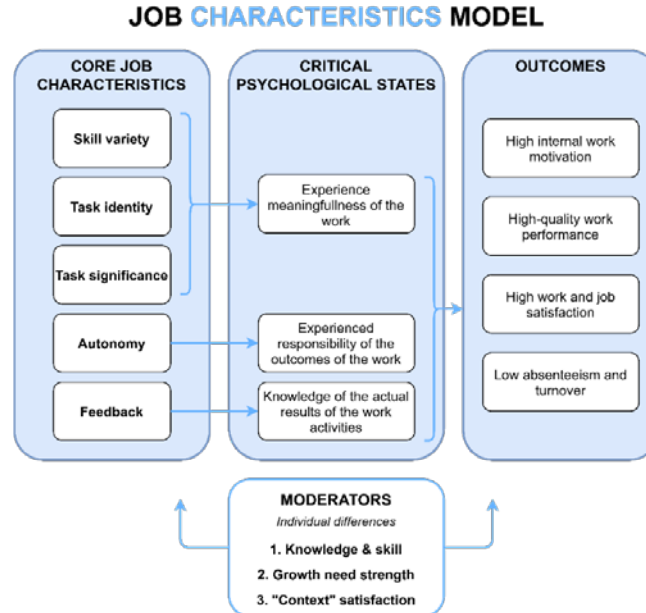 JOB CHARACTERISTICS MODEL
CORE JOB
CHARACTERISTICS
Skill variety
Task identity
Task significance
Autonomy
Feedback
CRITICAL
PSYCHOLOGICAL STATES
Experience
meaningfullness of the
work
Experienced
responsibility of the
outcomes of the work
Knowledge of the actual
results of the work
activities
OUTCOMES
High internal work
motivation
High-quality work
performance
High work and job
satisfaction
Low absenteeism and
turnover
MODERATORS
Individual differences
1. Knowledge & skill
2. Growth need strength
3. "Context" satisfaction